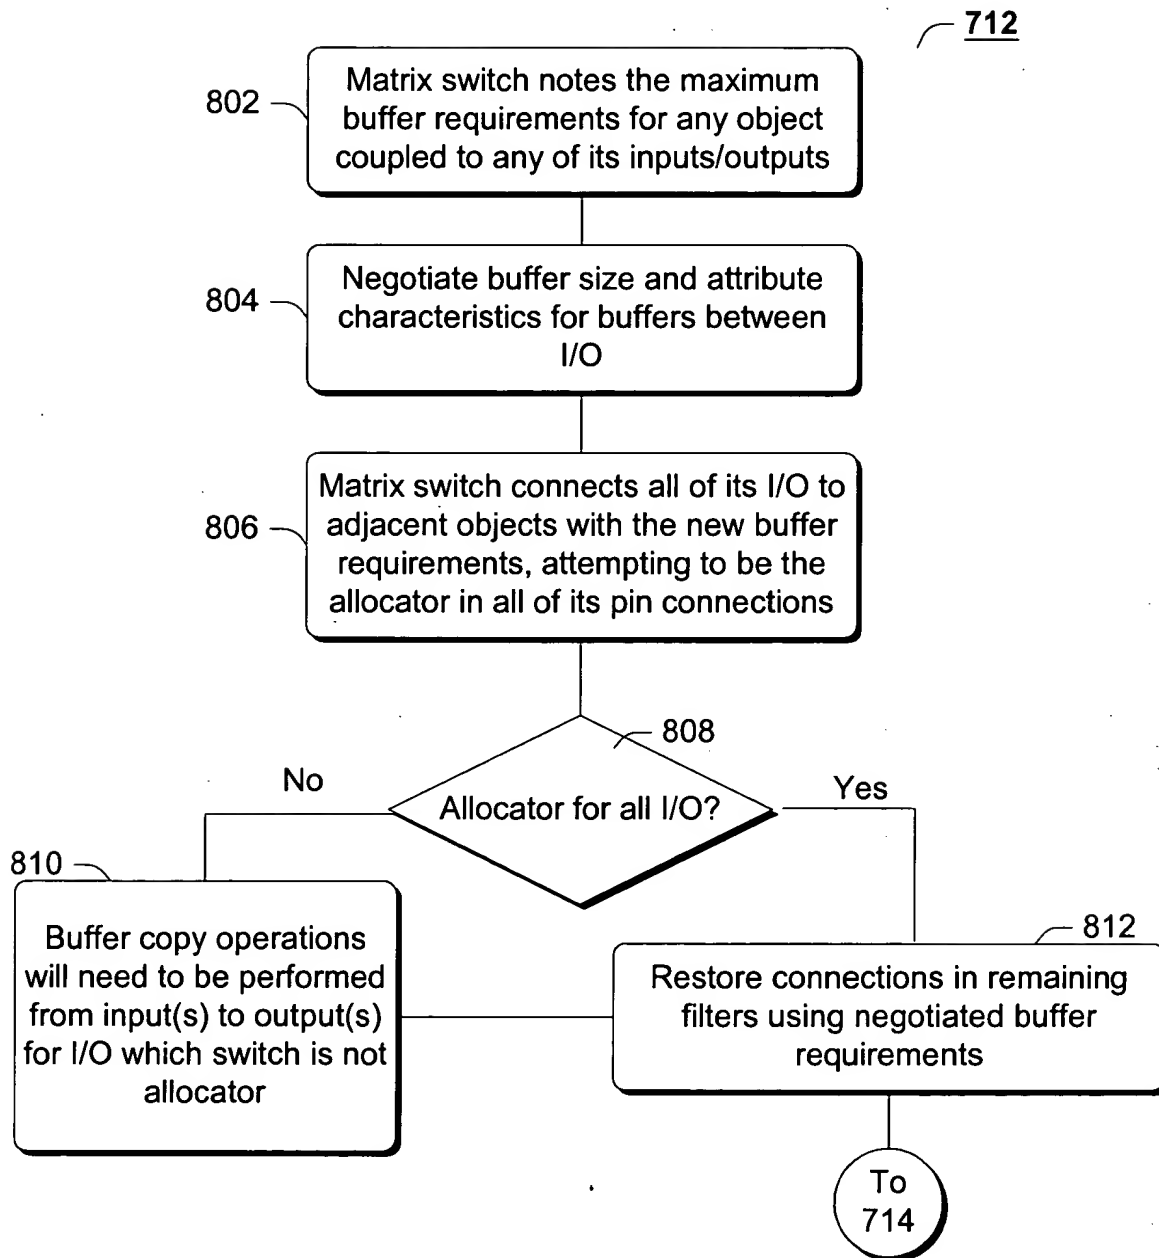 712
802
Matrix switch notes the maximum
buffer requirements for any object
coupled to any of its inputs/outputs
804
Negotiate buffer size and attribute
characteristics for buffers between
I/O
806
Matrix switch connects all of its I/O to
adjacent objects with the new buffer
requirements, attempting to be the
allocator in all of its pin connections
808
Allocator for all I/O?
No
Yes
810
Buffer copy operations
will need to be performed
from input(s) to output(s)
for I/O which switch is not
allocator
812
Restore connections in remaining
filters using negotiated buffer
requirements
To
714